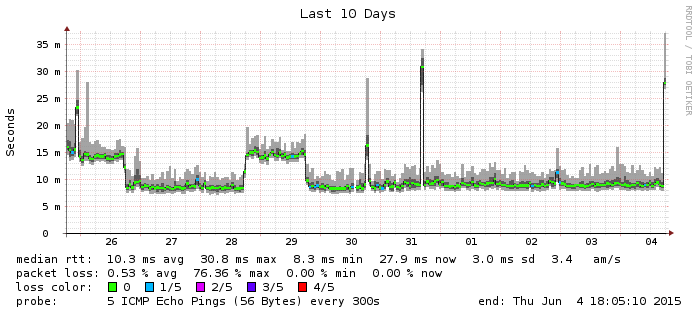 Last 10 Days
RRDTOOL / TOBI OETIKER
Seconds
35 m
30 m
25 m
20 m
15 m
10 m
5 m
0
26 27 28 29 30 31 01 02 03 04
median rtt: 10.3 ms avg 30.8 ms max 8.3 ms min 27.9 ms now 3.0 ms sd 3.4 am/s
packet loss: 0.53 % avg 76.36 % max 0.00 % min 0.00 % now
loss color: 0 1/5 2/5 3/5 4/5
probe: 5 ICMP Echo Pings (56 Bytes) every 300s end: Thu Jun 4 18:05:10 2015